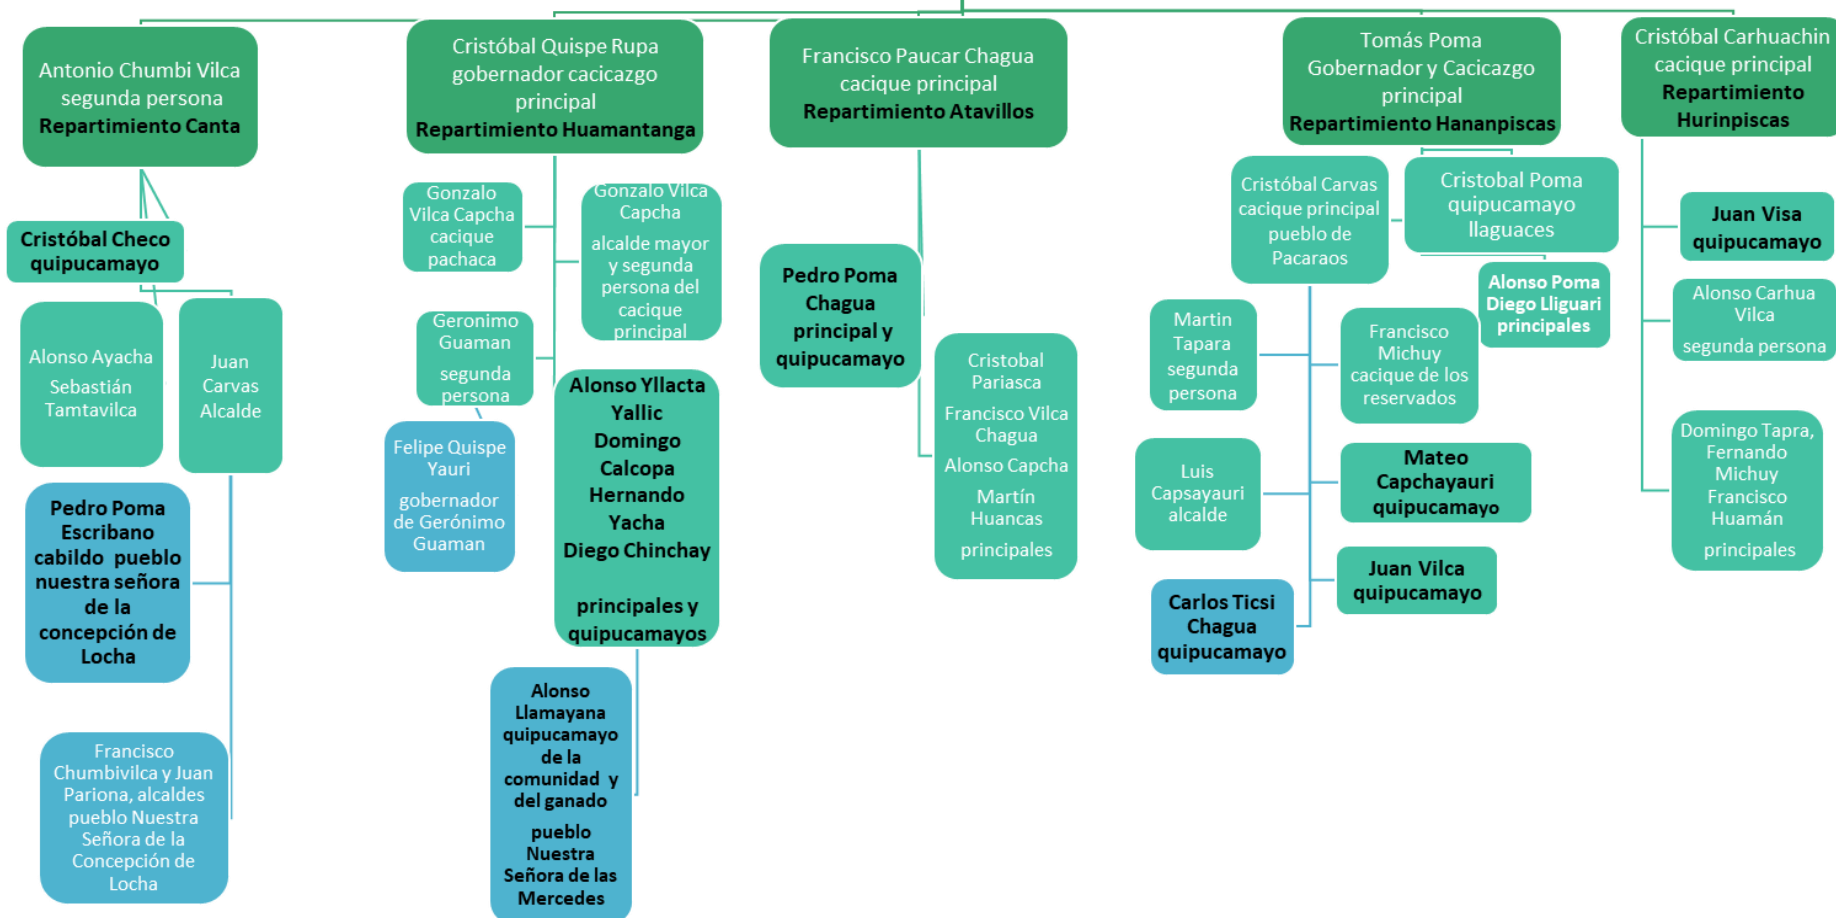 Antonio Chumbi Vilca
segunda persona
Repartimiento Canta
Cristóbal Checo
quipucamayo
Alonso Ayacha
Sebastián
Tamtavilca
Juan
Carvas
Alcalde
Pedro Poma
Escribano
cabildo pueblo
nuestra señora
de la
concepción de
Locha
Francisco
Chumbivilca y Juan
Pariona, alcaldes
pueblo Nuestra
Señora de la
Concepción de
Locha
Cristóbal Quispe Rupa
gobernador cacicazgo
principal
Repartimiento Huamantanga
Gonzalo
Vilca Capcha
cacique
pachaca
Gonzalo Vilca
Capcha
alcalde mayor
y segunda
persona del
cacique
principal
Geronimo
Guaman
segunda
persona
Felipe Quispe
Yauri
gobernador
de Gerónimo
Guaman
Alonso Yllacta
Yallic
Domingo
Calcopa
Hernando
Yacha
Diego Chinchay
principales y
quipucamayos
Alonso
Llamayana
quipucamayo
de la
comunidad y
del ganado
pueblo
Nuestra
Señora de las
Mercedes
Francisco Paucar Chagua
cacique principal
Repartimiento Atavillos
Pedro Poma
Chagua
principal y
quipucamayo
Cristobal
Pariasca
Francisco Vilca
Chagua
Alonso Capcha
Martín
Huancas
principales
Tomás Poma
Gobernador y Cacicazgo
principal
Repartimiento Hananpiscas
Cristóbal Carvas
cacique principal
pueblo de
Pacaraos
Cristobal Poma
quipucamayo
llaguaces
Alonso Poma
Diego Lliguari
principales
Martin
Tapara
segunda
persona
Francisco
Michuy
cacique de los
reservados
Luis
Capsayauri
alcalde
Mateo
Capchayauri
quipucamayo
Juan Vilca
quipucamayo
Carlos Ticsi
Chagua
quipucamayo
Cristóbal Carhuachin
cacique principal
Repartimiento
Hurinpiscas
Juan Visa
quipucamayo
Alonso Carhua
Vilca
segunda persona
Domingo Tapra,
Fernando
Michuy
Francisco
Huamán
principales